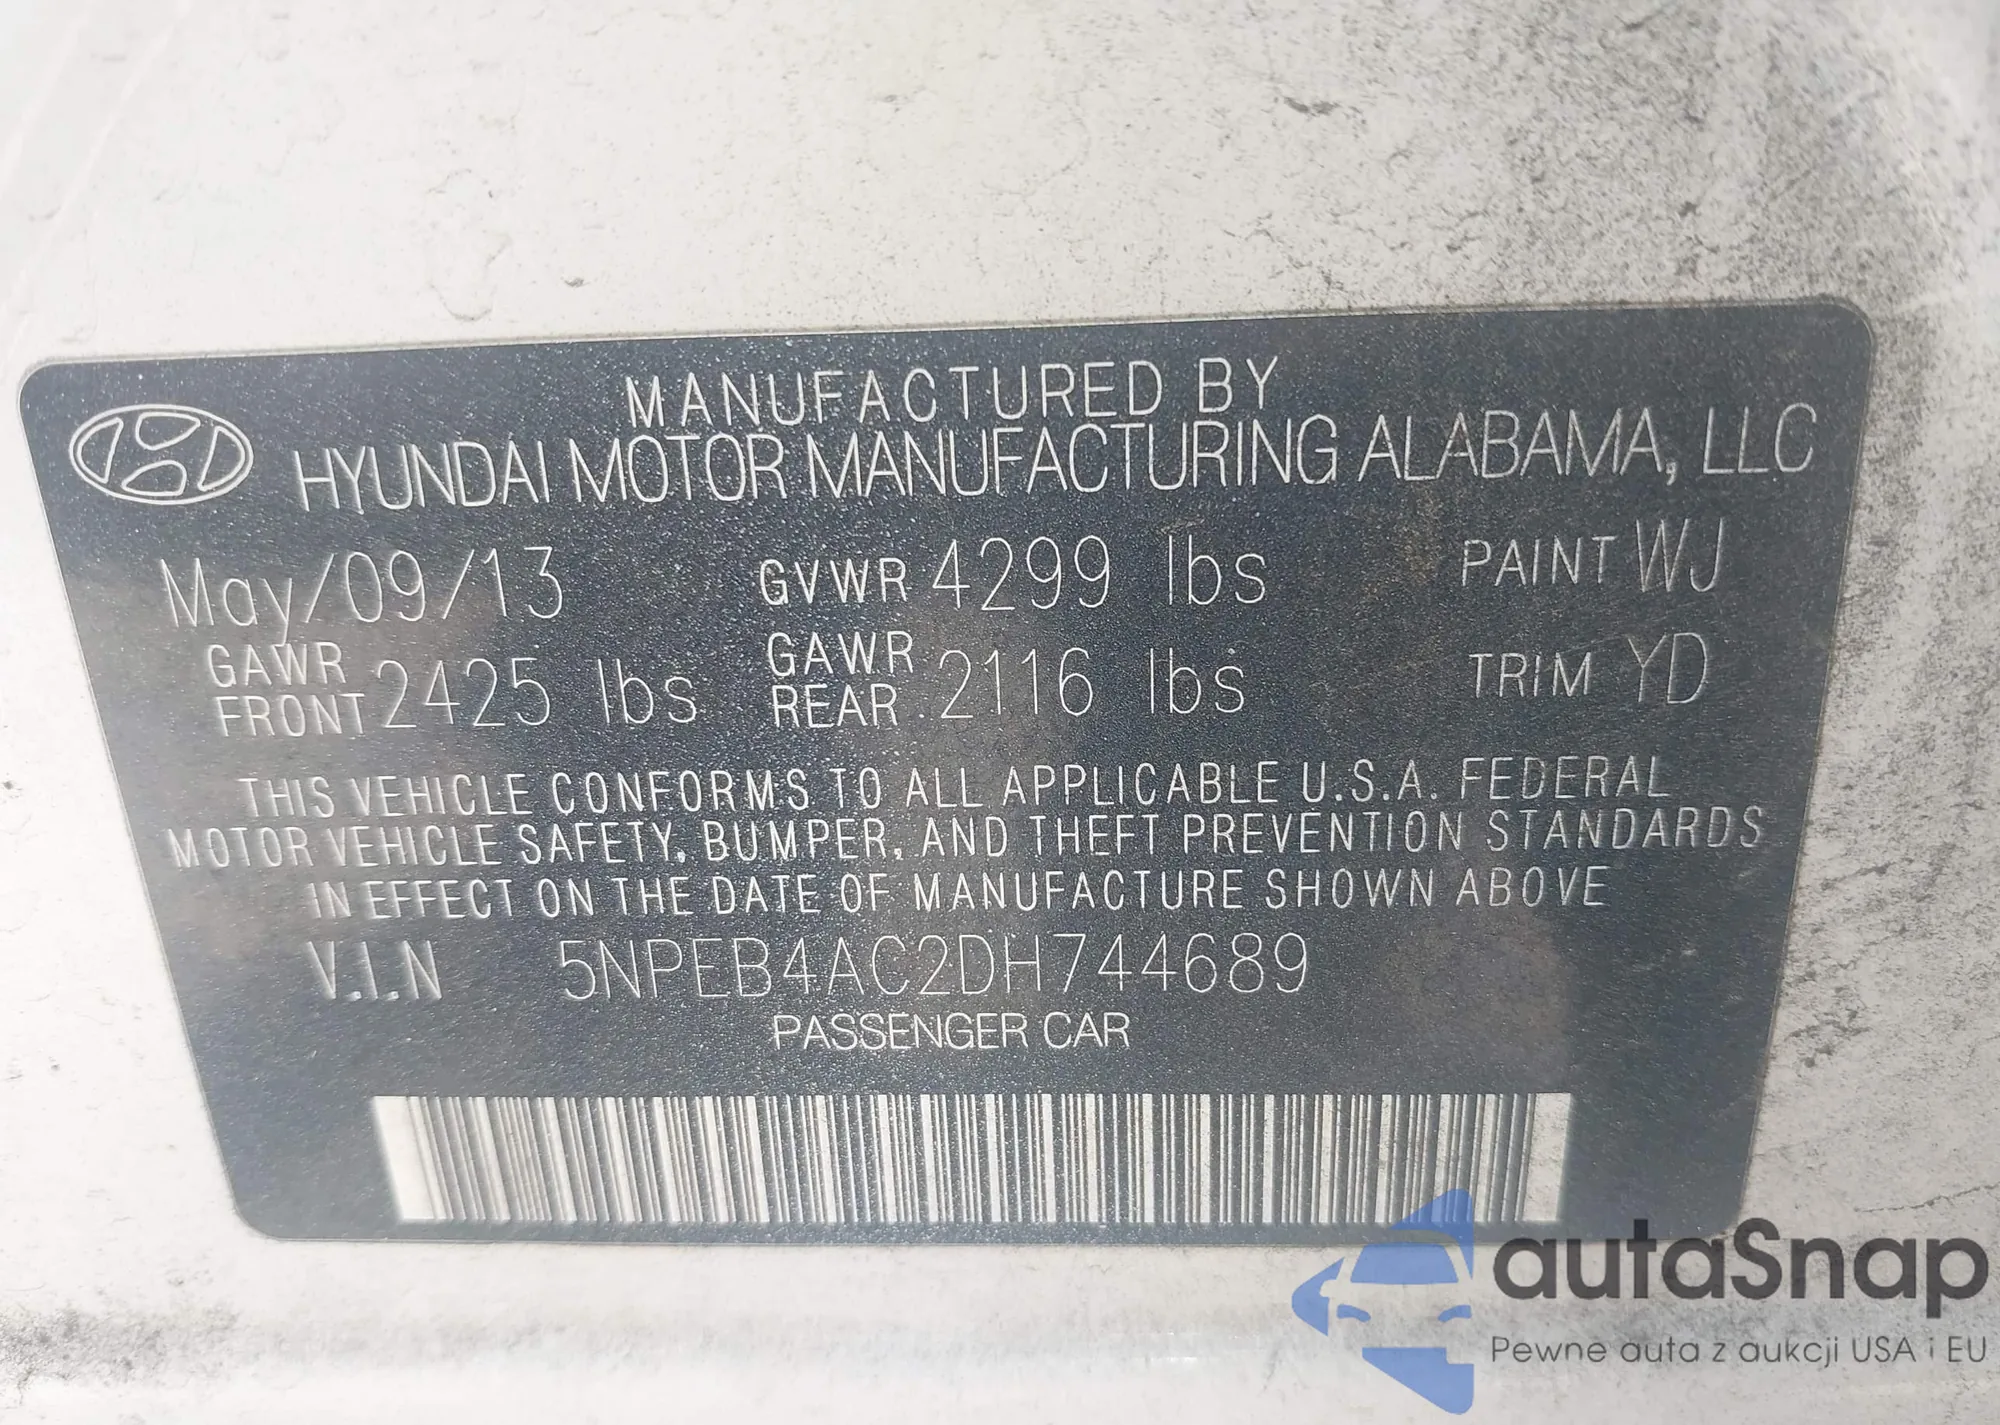 MANUFACTURED BY
HYUNDAI MOTOR MANUFACTURING ALABAMA, LLC
May/09/13 GVWR 4299 lbs PAINT WJ
GAWR FRONT 2425 lbs GAWR REAR 2116 lbs TRIM YD
THIS VEHICLE CONFORMS TO ALL APPLICABLE U.S.A. FEDERAL
MOTOR VEHICLE SAFETY, BUMPER, AND THEFT PREVENTION STANDARDS
IN EFFECT ON THE DATE OF MANUFACTURE SHOWN ABOVE
V.I.N 5NPEB4AC2DH744689
PASSENGER CAR
autaSnap
Pewne auta z aukcji USA i EU